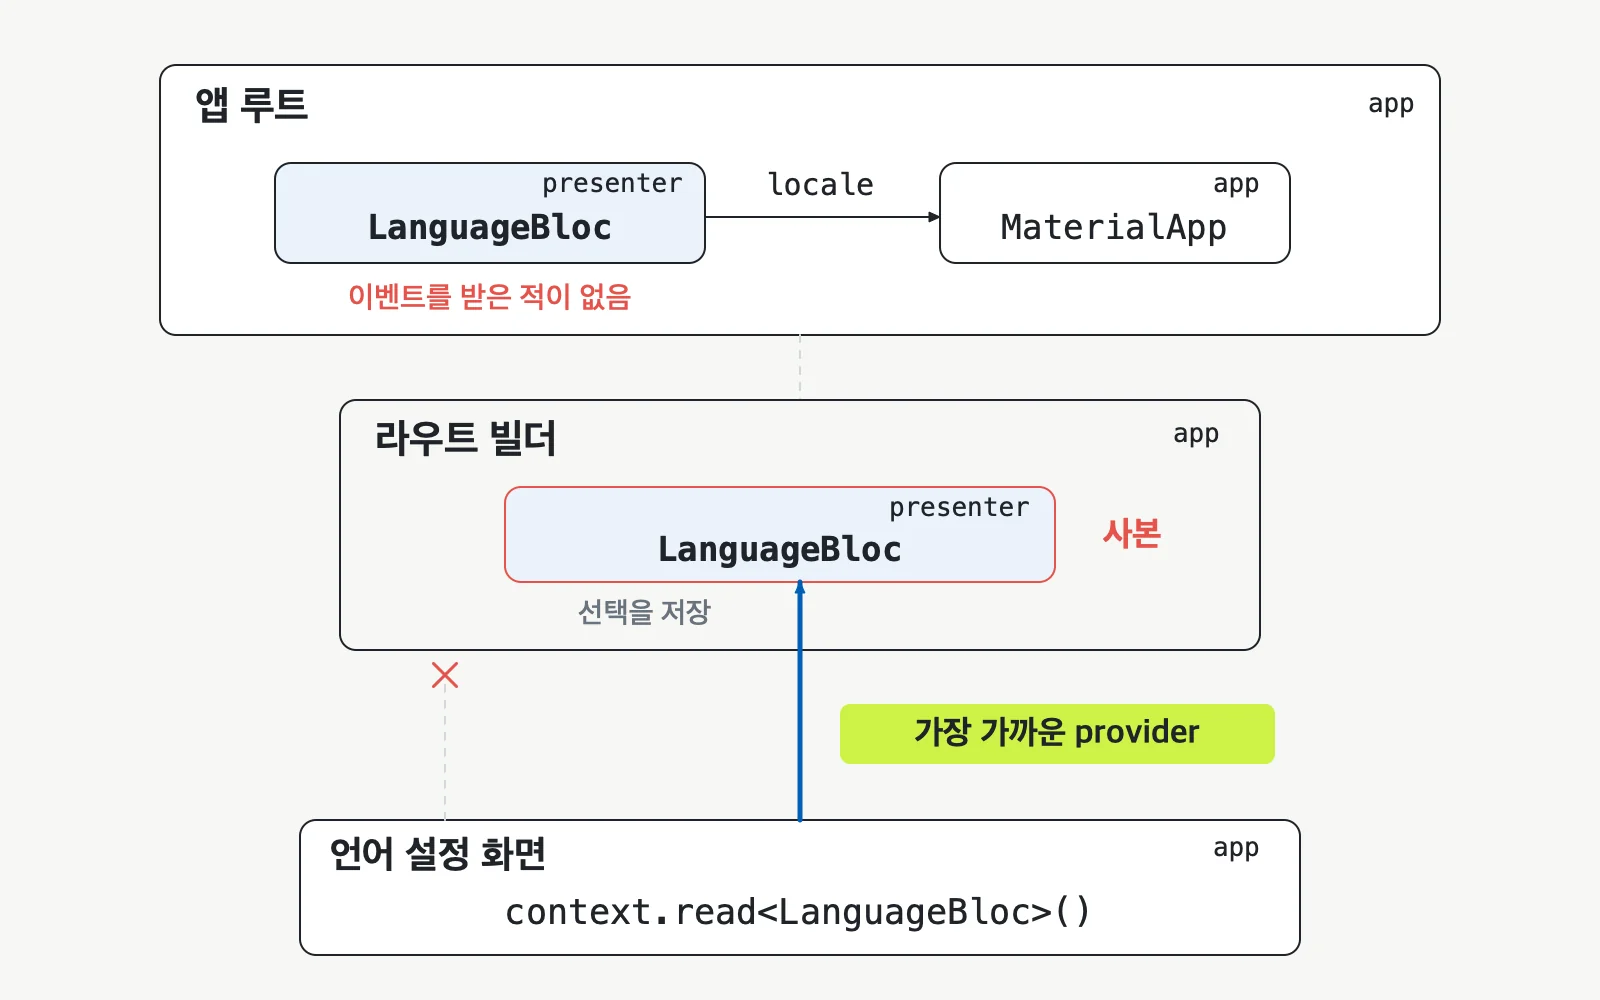 앱 루트
app
presenter
LanguageBloc
이벤트를 받은 적이 없음
locale
app
MaterialApp
라우트 빌더
app
presenter
LanguageBloc
사본
선택을 저장
가장 가까운 provider
언어 설정 화면
app
context.read<LanguageBloc>()